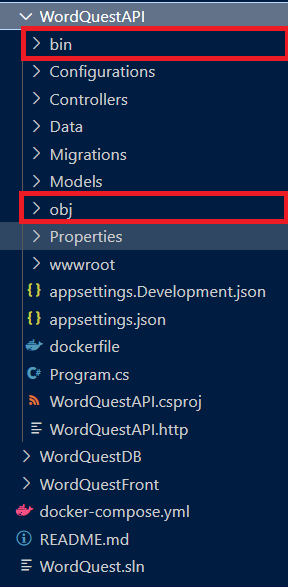 WordQuestAPI
bin
Configurations
Controllers
Data
Migrations
Models
obj
Properties
wwwroot
{} appsettings.Development.json
{} appsettings.json
dockerfile
C# Program.cs
WordQuestAPI.csproj
WordQuestAPI.http
WordQuestDB
WordQuestFront
docker-compose.yml
README.md
WordQuest.sln